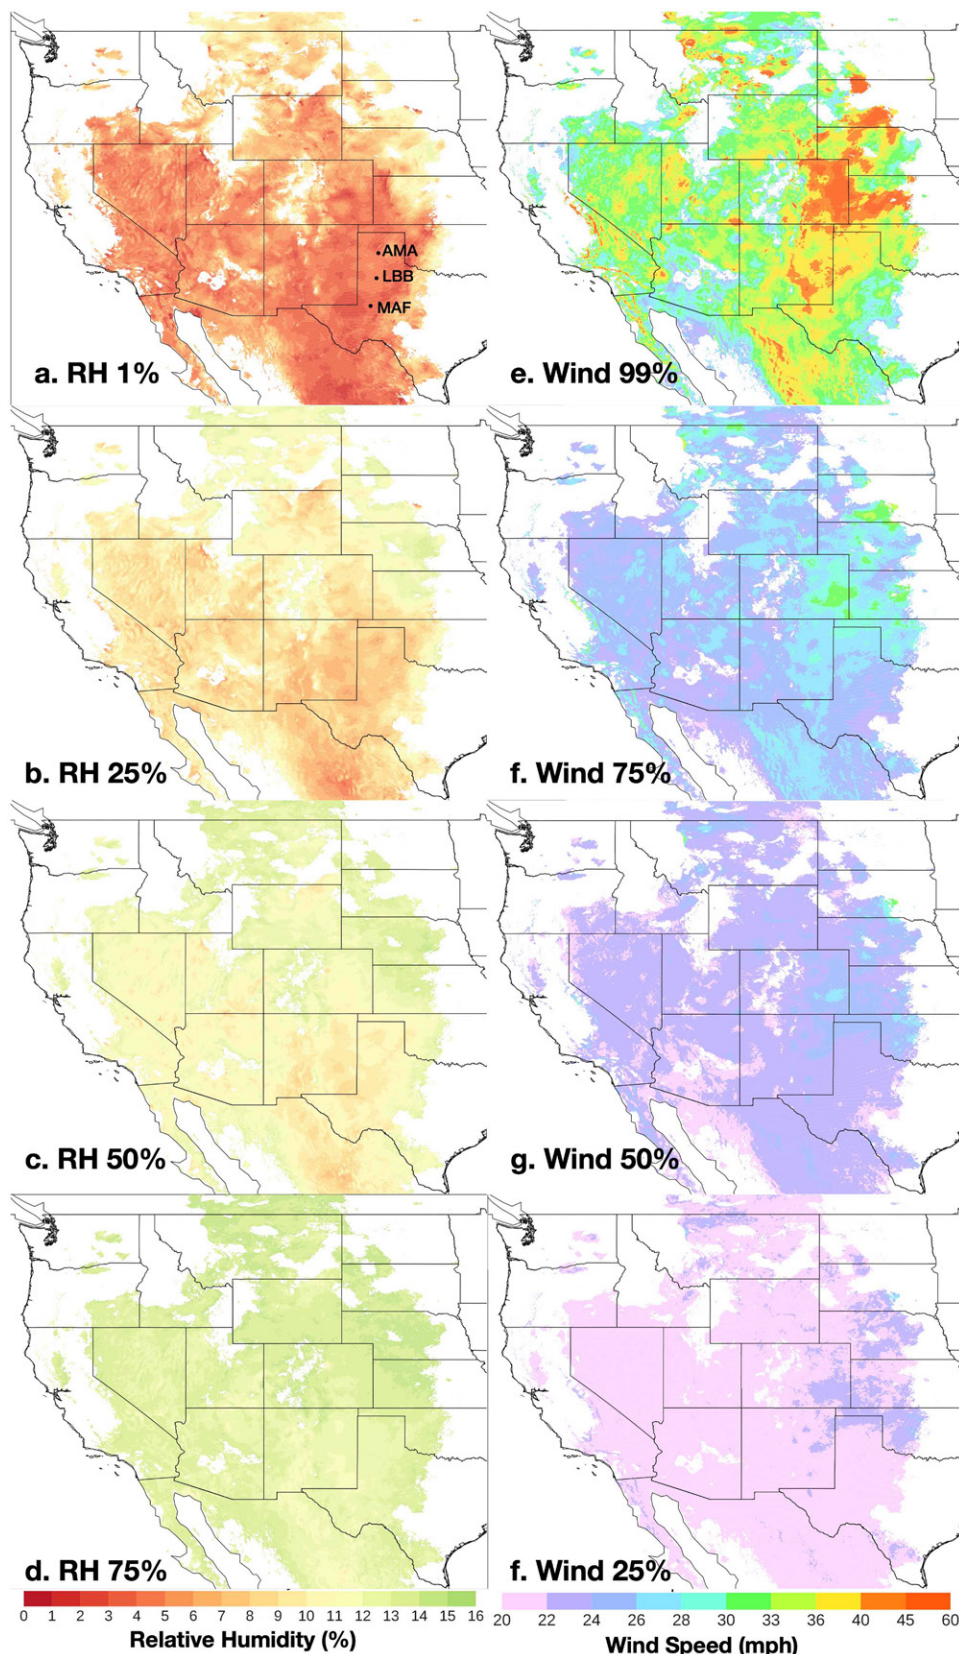 AMA
LBB
MAF
a. RH 1%
e. Wind 99%
b. RH 25%
f. Wind 75%
c. RH 50%
g. Wind 50%
d. RH 75%
f. Wind 25%
0 1 2 3 4 5 6 7 8 9 10 11 12 13 14 15 16
Relative Humidity (%)
20 22 24 26 28 30 33 36 40 45 60
Wind Speed (mph)